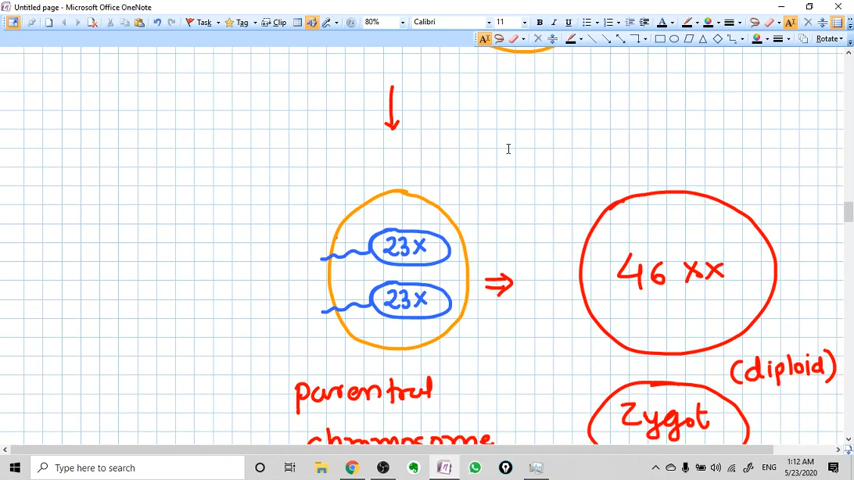 Untitled page - Microsoft Office OneNote
Task Tag Clip 80% Calibri 11 B I U
Rotate
23x
23x
46 xx
(diploid)
parentral
chromosome
Zygot
Type here to search
ENG
1:12 AM
5/23/2020